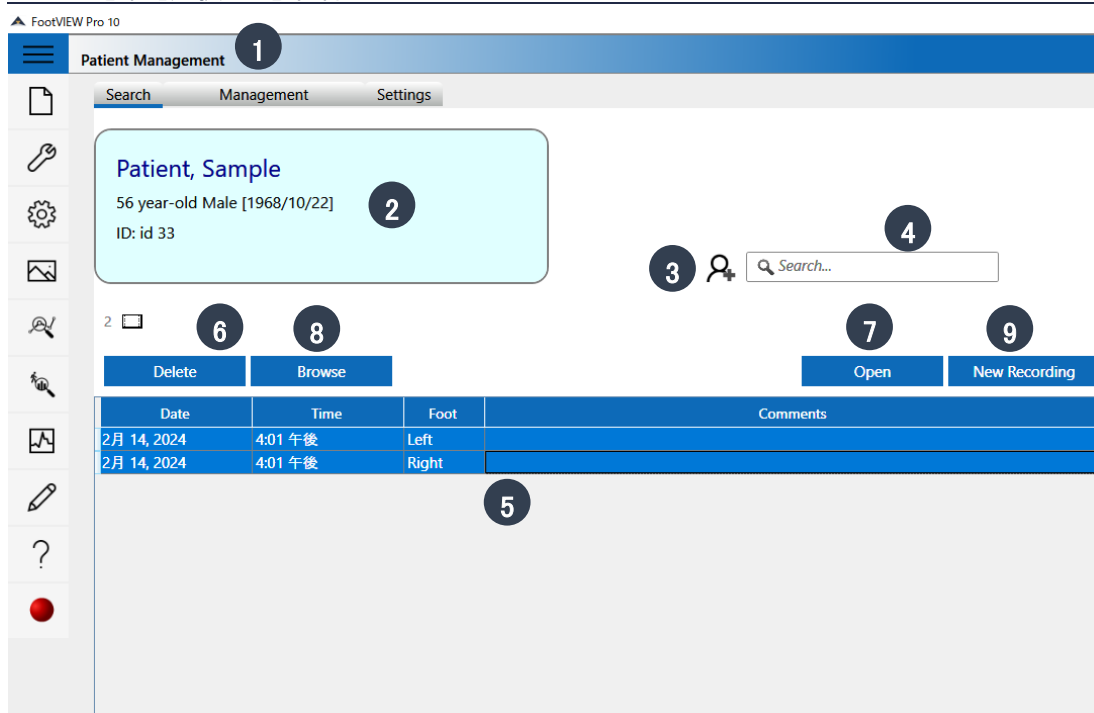 FootVIEW Pro 10
Patient Management 1
Search Management Settings
Patient, Sample
56 year-old Male [1968/10/22] 2
ID: id 33
4
3 Search...
2 6 8 7 9
Delete Browse Open New Recording
Date Time Foot Comments
2月 14, 2024 4:01 午後 Left
2月 14, 2024 4:01 午後 Right
5